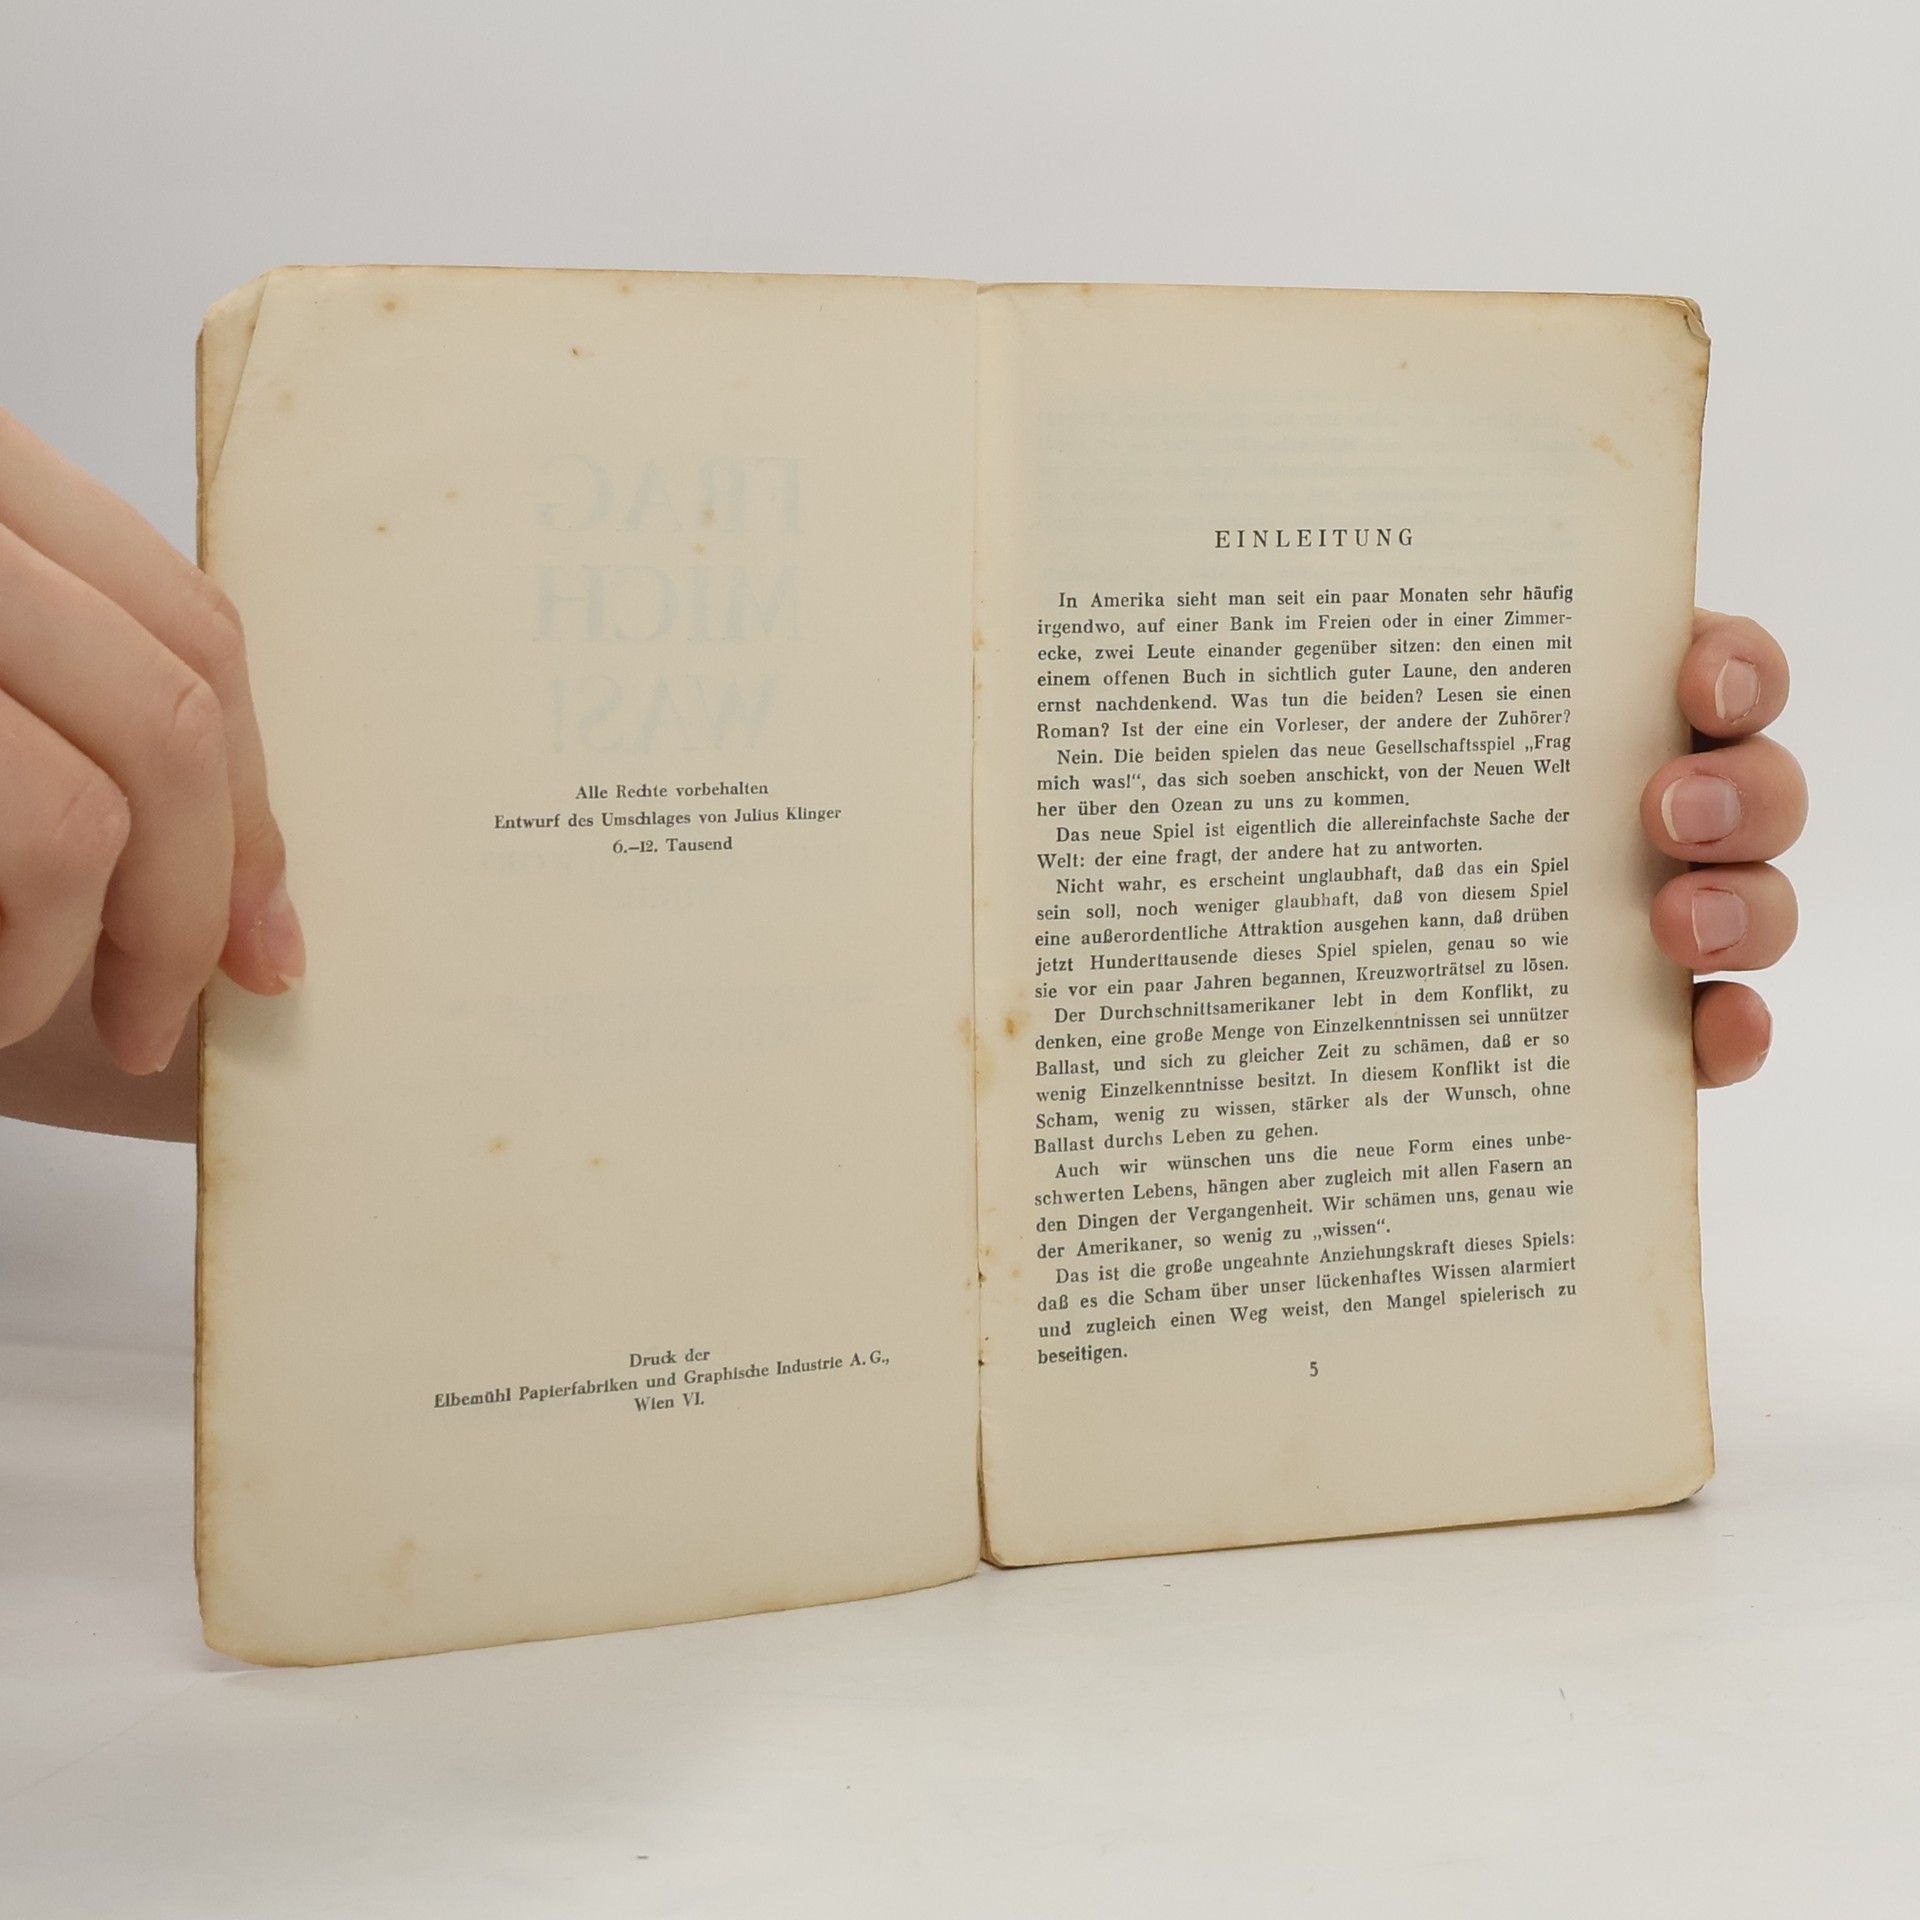 FRAG
MICH
WAS!
Alle Rechte vorbehalten
Entwurf des Umschlages von Julius Klinger
6.–12. Tausend
Druck der
Elbemühl Papierfabriken und Graphische Industrie A. G.,
Wien VI.
EINLEITUNG
In Amerika sieht man seit ein paar Monaten sehr häufig
irgendwo, auf einer Bank im Freien oder in einer Zimmer-
ecke, zwei Leute einander gegenüber sitzen: den einen mit
einem offenen Buch in sichtlich guter Laune, den anderen
ernst nachdenkend. Was tun die beiden? Lesen sie einen
Roman? Ist der eine ein Vorleser, der andere der Zuhörer?
Nein. Die beiden spielen das neue Gesellschaftsspiel „Frag
mich was!“, das sich soeben anschickt, von der Neuen Welt
her über den Ozean zu uns zu kommen.
Das neue Spiel ist eigentlich die allereinfachste Sache der
Welt: der eine fragt, der andere hat zu antworten.
Nicht wahr, es erscheint unglaubhaft, daß das ein Spiel
sein soll, noch weniger glaubhaft, daß von diesem Spiel
eine außerordentliche Attraktion ausgehen kann, daß drüben
jetzt Hunderttausende dieses Spiel spielen, genau so wie
sie vor ein paar Jahren begannen, Kreuzworträtsel zu lösen.
Der Durchschnittsamerikaner lebt in dem Konflikt, zu
denken, eine große Menge von Einzelkenntnissen sei unnützer
Ballast, und sich zu gleicher Zeit zu schämen, daß er so
wenig Einzelkenntnisse besitzt. In diesem Konflikt ist die
Scham, wenig zu wissen, stärker als der Wunsch, ohne
Ballast durchs Leben zu gehen.
Auch wir wünschen uns die neue Form eines unbe-
schwerten Lebens, hängen aber zugleich mit allen Fasern an
den Dingen der Vergangenheit. Wir schämen uns, genau wie
der Amerikaner, so wenig zu „wissen“.
Das ist die große ungeahnte Anziehungskraft dieses Spiels:
daß es die Scham über unser lückenhaftes Wissen alarmiert
und zugleich einen Weg weist, den Mangel spielerisch zu
beseitigen.
5